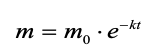 m = m₀ · e^{-kt}